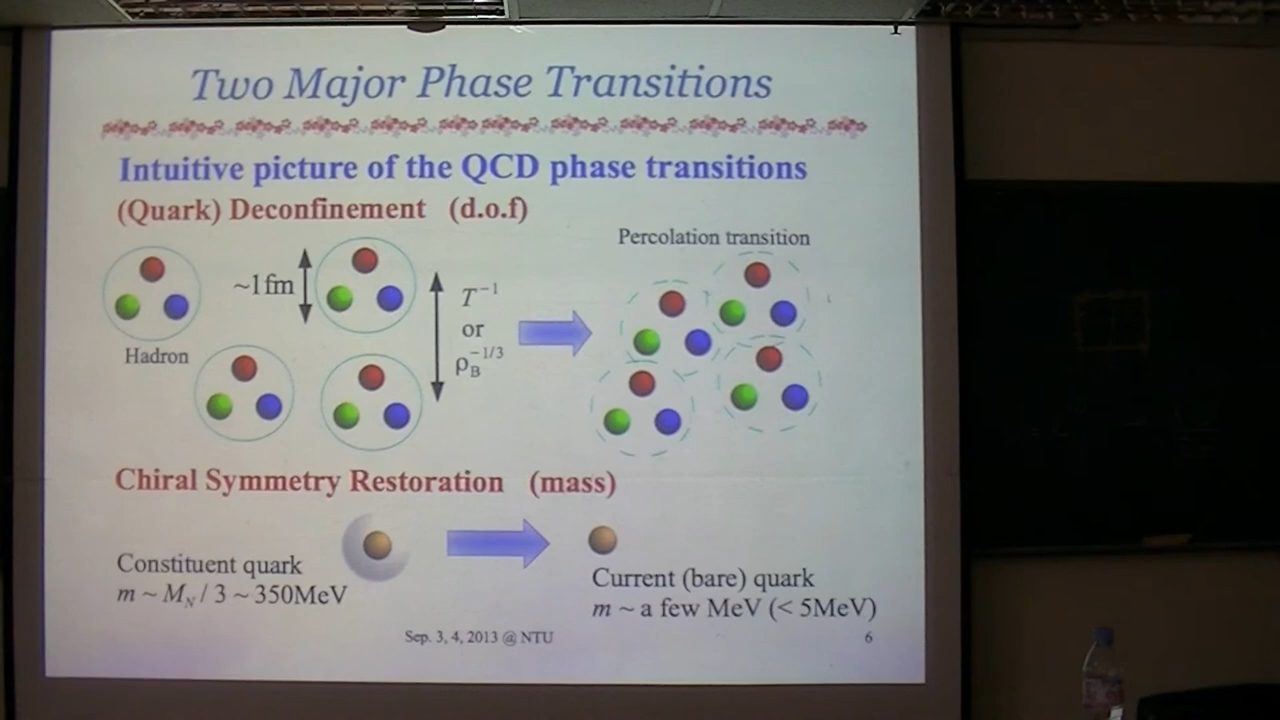 Two Major Phase Transitions
Intuitive picture of the QCD phase transitions
(Quark) Deconfinement (d.o.f)
Percolation transition
~1fm
T⁻¹
or
ρ_B^{-1/3}
Hadron
Chiral Symmetry Restoration (mass)
Constituent quark
m ~ M_N / 3 ~ 350MeV
Current (bare) quark
m ~ a few MeV (< 5MeV)
Sep. 3, 4, 2013 @ NTU
6